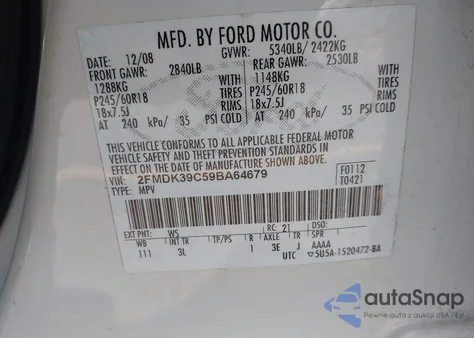 MFD. BY FORD MOTOR CO.
DATE: 12/08 GVWR: 5340LB/ 2422KG
FRONT GAWR: 2840LB REAR GAWR: 2530LB
1288KG WITH 1148KG WITH
P245/60R18 TIRES P245/60R18 TIRES
18x7.5J RIMS 18x7.5J RIMS
AT 240 kPa/ 35 PSI COLD AT 240 kPa/ 35 PSI COLD
THIS VEHICLE CONFORMS TO ALL APPLICABLE FEDERAL MOTOR
VEHICLE SAFETY AND THEFT PREVENTION STANDARDS IN EFFECT
ON THE DATE OF MANUFACTURE SHOWN ABOVE.
VIN: 2FMDK39C59BA64679 F0112
TYPE: MPV T0421
EXT PNT: WS RC: 21 DSO:
WB INT TR TP/PS R AXLE TR SPR
111 3L 1 3E J AAAA
UTC ▽5U5A-1520472-BA
autoSnap
Pewne auto z USA i EU